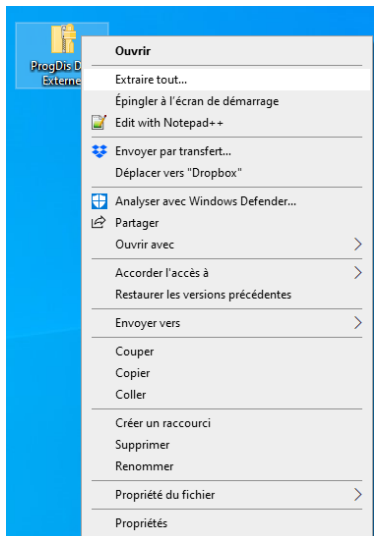 ProgDis D
Externe
Ouvrir
Extraire tout...
Épingler à l'écran de démarrage
Edit with Notepad++
Envoyer par transfert...
Déplacer vers "Dropbox"
Analyser avec Windows Defender...
Partager
Ouvrir avec
Accorder l'accès à
Restaurer les versions précédentes
Envoyer vers
Couper
Copier
Coller
Créer un raccourci
Supprimer
Renommer
Propriété du fichier
Propriétés